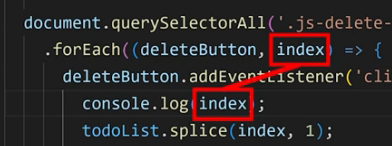 document.querySelectorAll('.js-delete-
.forEach((deleteButton, index) => {
deleteButton.addEventListener('cli
console.log(index);
todoList.splice(index, 1);